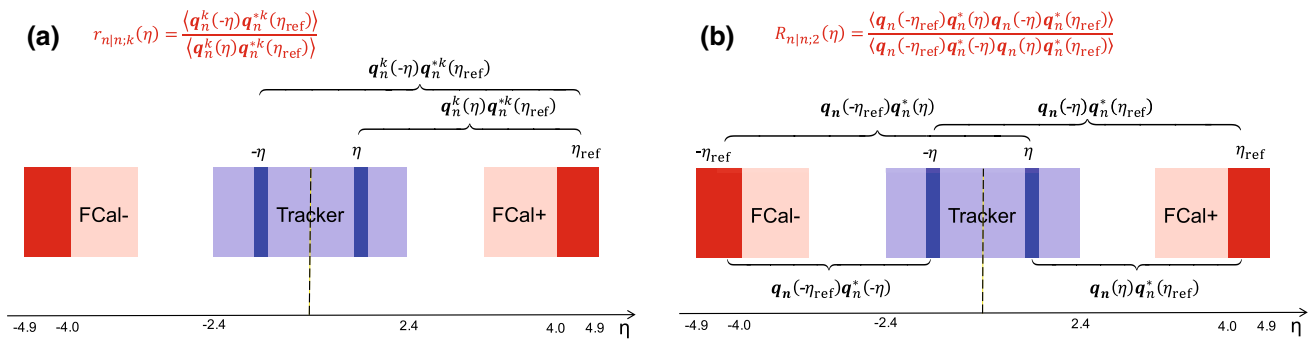 (a) r_{n|n;k}(η) = ⟨q_n^k(-η)q_n^{*k}(η_ref)⟩ / ⟨q_n^k(η)q_n^{*k}(η_ref)⟩
q_n^k(-η)q_n^{*k}(η_ref)
q_n^k(η)q_n^{*k}(η_ref)
-η η η_ref
FCal- Tracker FCal+
-4.9 -4.0 -2.4 2.4 4.0 4.9 η
(b) R_{n|n;2}(η) = ⟨q_n(-η_ref)q_n^*(η)q_n(-η)q_n^*(η_ref)⟩ / ⟨q_n(-η_ref)q_n^*(-η)q_n(η)q_n^*(η_ref)⟩
q_n(-η_ref)q_n^*(η) q_n(-η)q_n^*(η_ref)
-η_ref -η η η_ref
FCal- Tracker FCal+
q_n(-η_ref)q_n^*(-η) q_n(η)q_n^*(η_ref)
-4.9 -4.0 -2.4 2.4 4.0 4.9 η